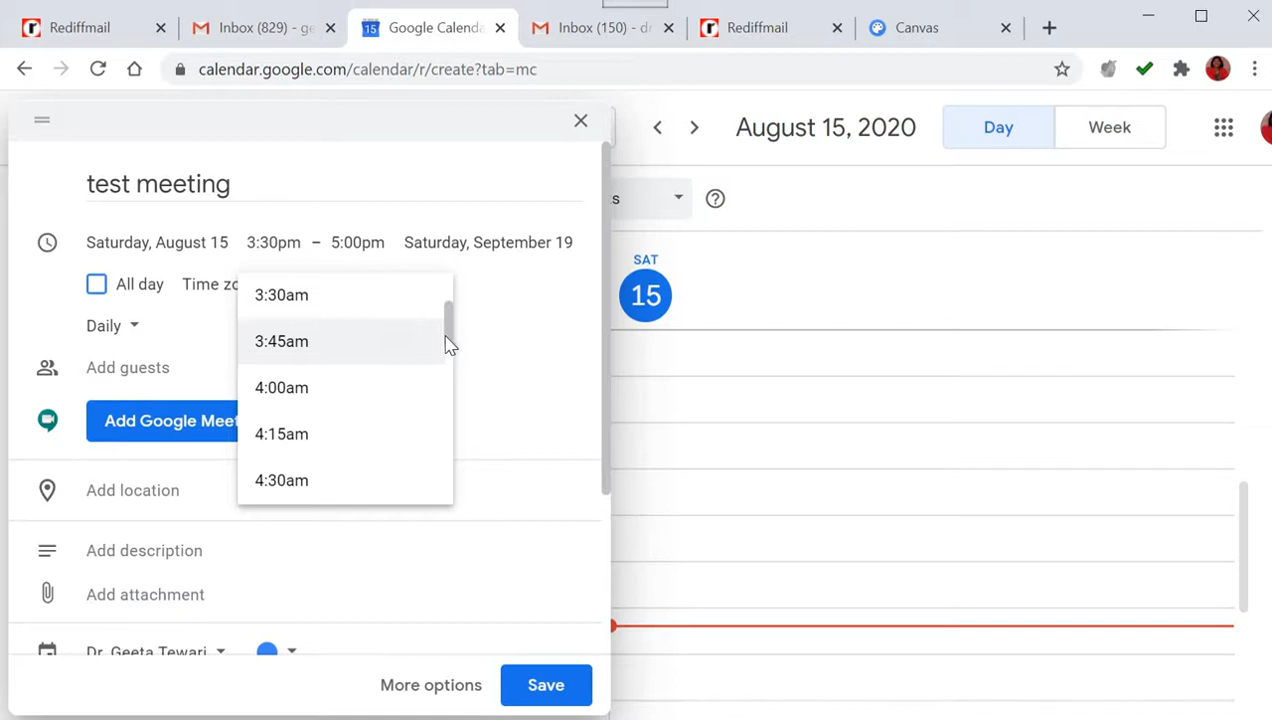 Rediffmail
Inbox (829) - ge
Google Calenda
Inbox (150) - dr
Rediffmail
Canvas
calendar.google.com/calendar/r/create?tab=mc
August 15, 2020
Day
Week
test meeting
s
Saturday, August 15 3:30pm – 5:00pm Saturday, September 19
All day Time zo
SAT
15
3:30am
Daily
3:45am
Add guests
4:00am
Add Google Meet
4:15am
Add location
4:30am
Add description
Add attachment
Dr. Geeta Tewari
More options
Save